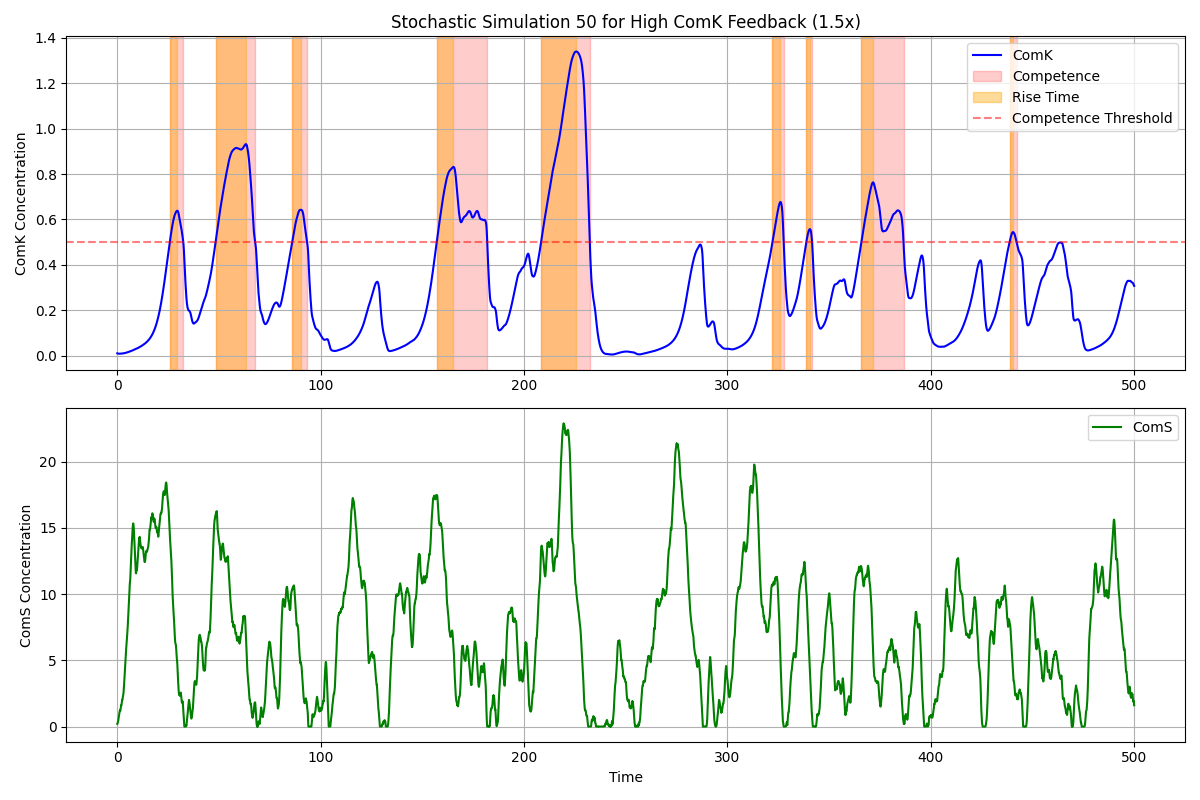 Stochastic Simulation 50 for High ComK Feedback (1.5x)
ComK Concentration
1.4
1.2
1.0
0.8
0.6
0.4
0.2
0.0
ComK
Competence
Rise Time
Competence Threshold
0 100 200 300 400 500
ComS Concentration
20
15
10
5
0
ComS
0 100 200 300 400 500
Time